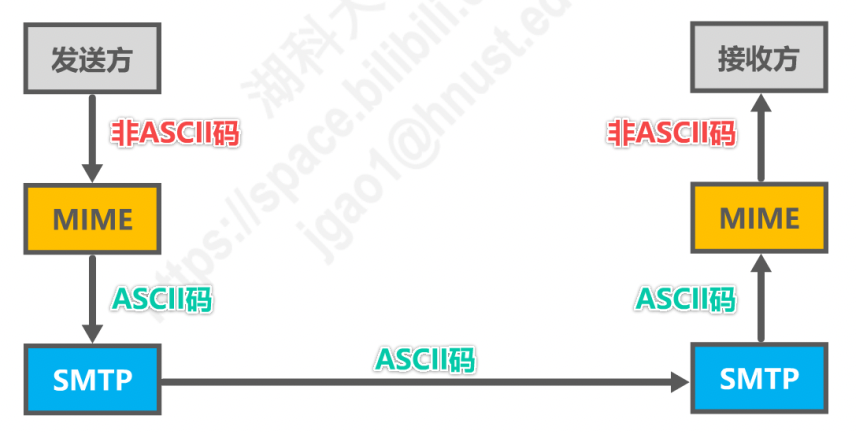 发送方
接收方
非ASCII码
非ASCII码
MIME
MIME
ASCII码
ASCII码
ASCII码
SMTP
SMTP
湖科大
https://space.bilibili.c
jgao1@hnust.ed